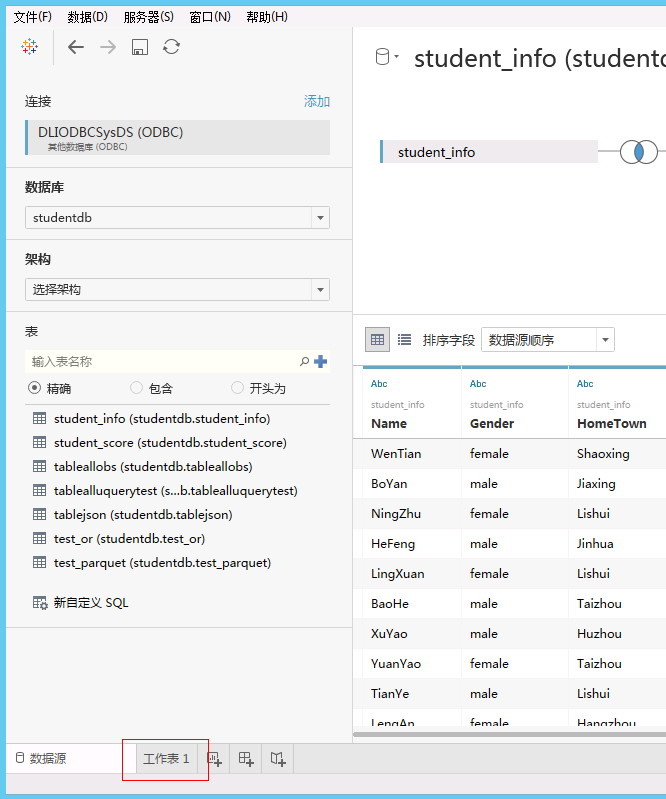 文件(F) 数据(D) 服务器(S) 窗口(N) 帮助(H)
student_info (studentd
连接 添加
DLIODBCSysDS (ODBC)
其他数据库 (ODBC)
student_info
数据库
studentdb
架构
选择架构
表
排序字段 数据源顺序
输入表名称
精确 包含 开头为
student_info (studentdb.student_info)
student_score (studentdb.student_score)
tableallobs (studentdb.tableallobs)
tablealluquerytest (s...b.tablealluquerytest)
tablejson (studentdb.tablejson)
test_or (studentdb.test_or)
test_parquet (studentdb.test_parquet)
新自定义 SQL
Abc Abc Abc
student_info student_info student_info
Name Gender HomeTown
WenTian female Shaoxing
BoYan male Jiaxing
NingZhu female Lishui
HeFeng male Jinhua
LingXuan female Lishui
BaoHe male Taizhou
XuYao male Huzhou
YuanYao female Taizhou
TianYe male Lishui
LengAn female Hangzhou
数据源 工作表 1